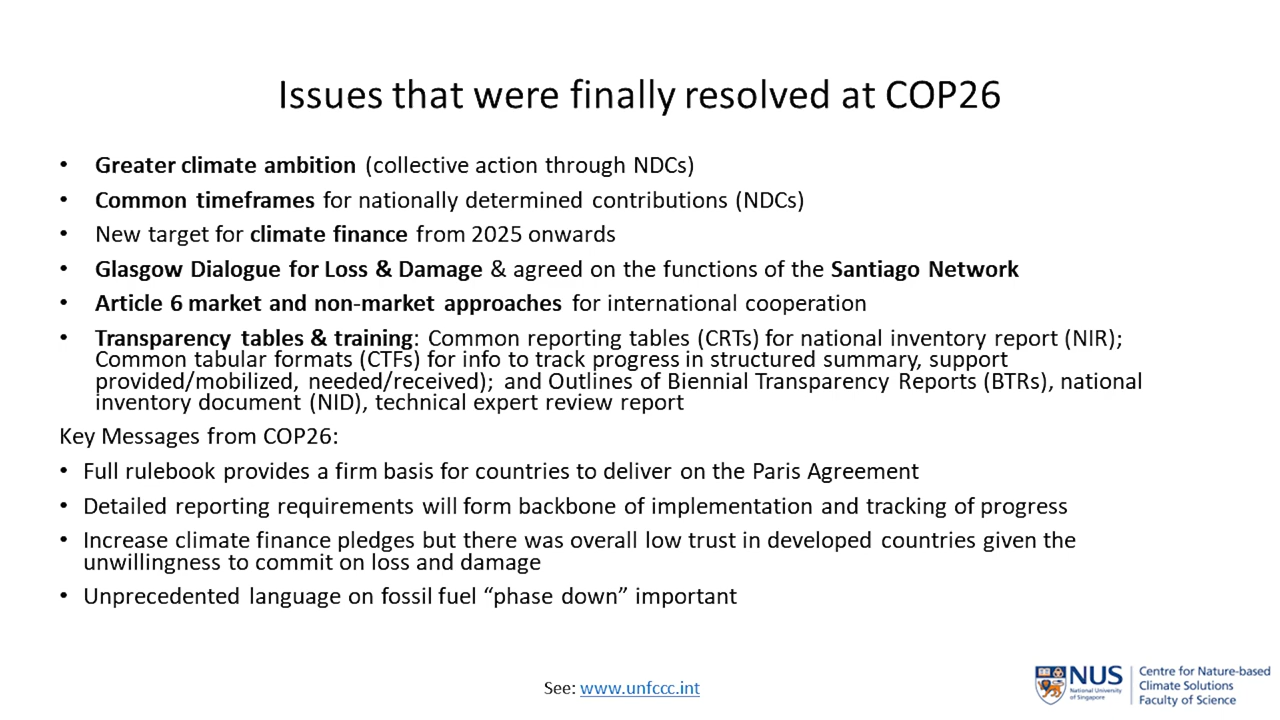 Issues that were finally resolved at COP26
• Greater climate ambition (collective action through NDCs)
• Common timeframes for nationally determined contributions (NDCs)
• New target for climate finance from 2025 onwards
• Glasgow Dialogue for Loss & Damage & agreed on the functions of the Santiago Network
• Article 6 market and non-market approaches for international cooperation
• Transparency tables & training: Common reporting tables (CRTs) for national inventory report (NIR);
Common tabular formats (CTFs) for info to track progress in structured summary, support
provided/mobilized, needed/received); and Outlines of Biennial Transparency Reports (BTRs), national
inventory document (NID), technical expert review report
Key Messages from COP26:
• Full rulebook provides a firm basis for countries to deliver on the Paris Agreement
• Detailed reporting requirements will form backbone of implementation and tracking of progress
• Increase climate finance pledges but there was overall low trust in developed countries given the
unwillingness to commit on loss and damage
• Unprecedented language on fossil fuel “phase down” important
See: www.unfccc.int
NUS
National University
of Singapore
Centre for Nature-based
Climate Solutions
Faculty of Science